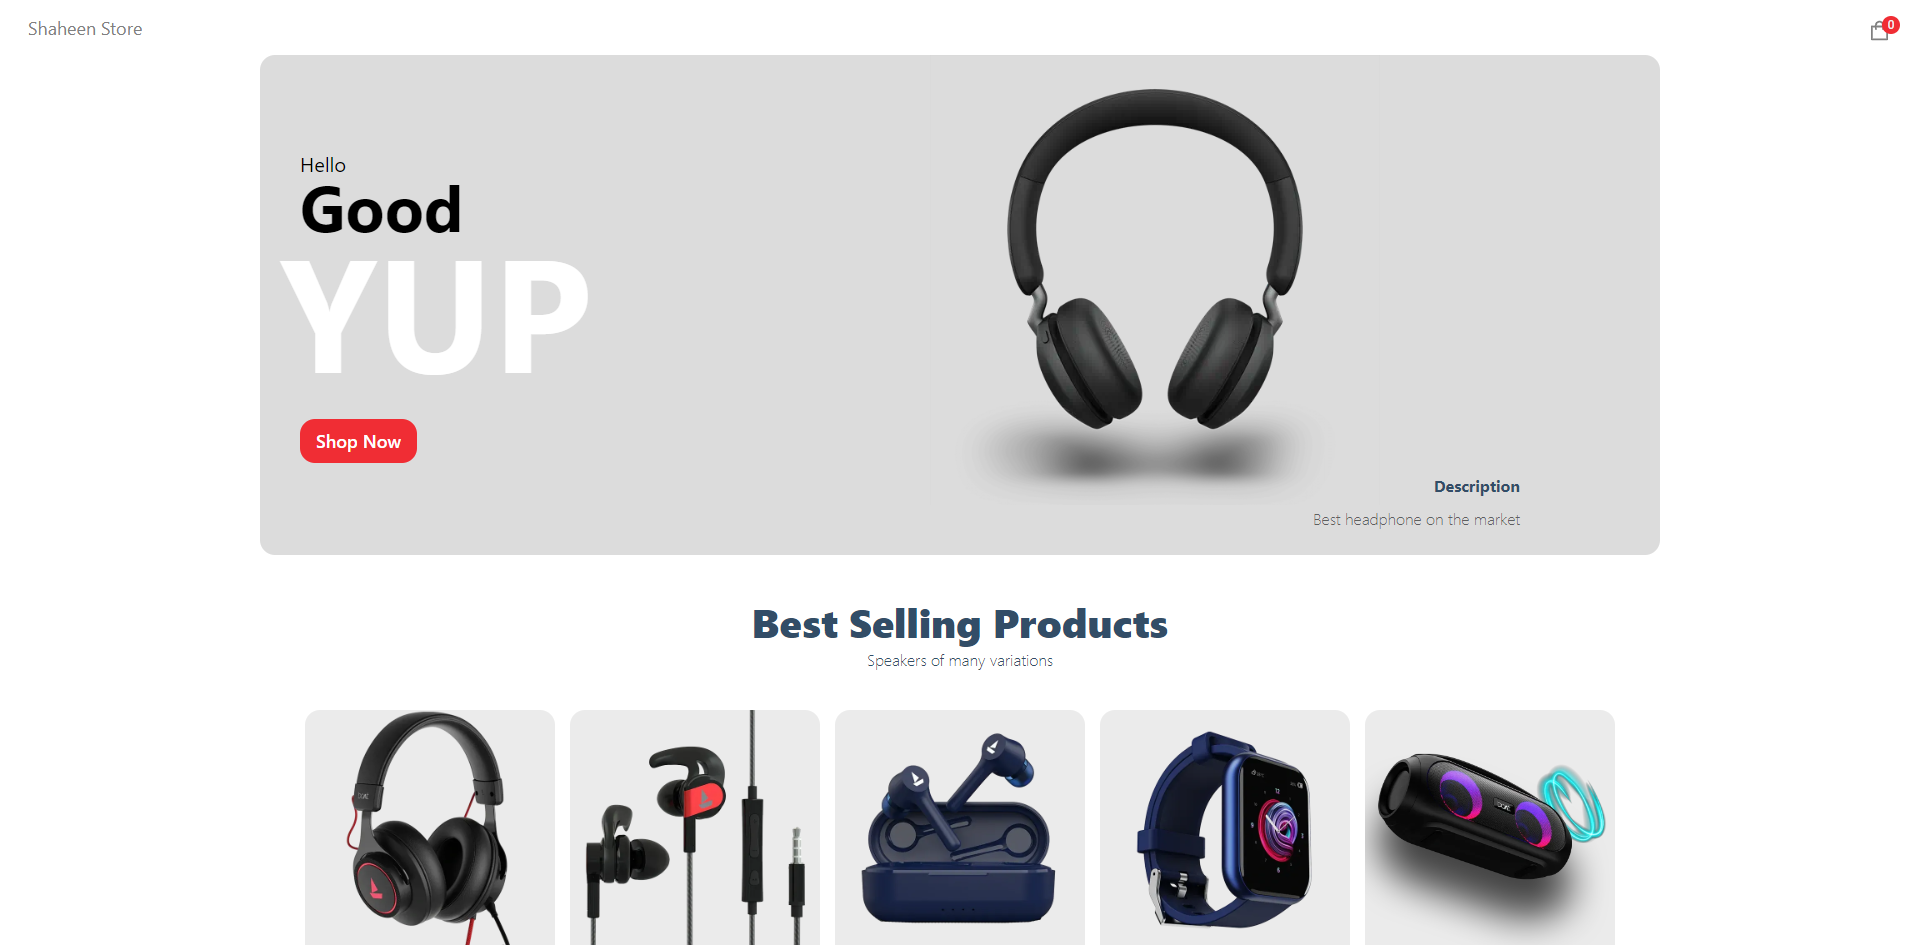 Shaheen Store
0
Hello
Good
YUP
Shop Now
Description
Best headphone on the market
Best Selling Products
Speakers of many variations